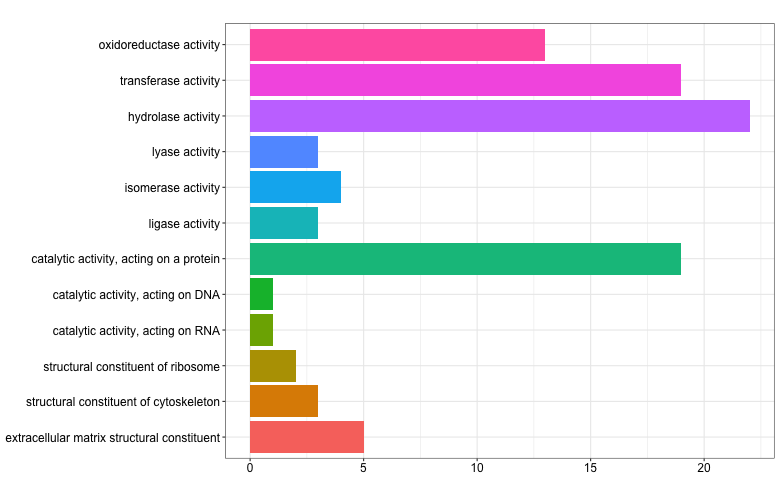 oxidoreductase activity
transferase activity
hydrolase activity
lyase activity
isomerase activity
ligase activity
catalytic activity, acting on a protein
catalytic activity, acting on DNA
catalytic activity, acting on RNA
structural constituent of ribosome
structural constituent of cytoskeleton
extracellular matrix structural constituent
0 5 10 15 20